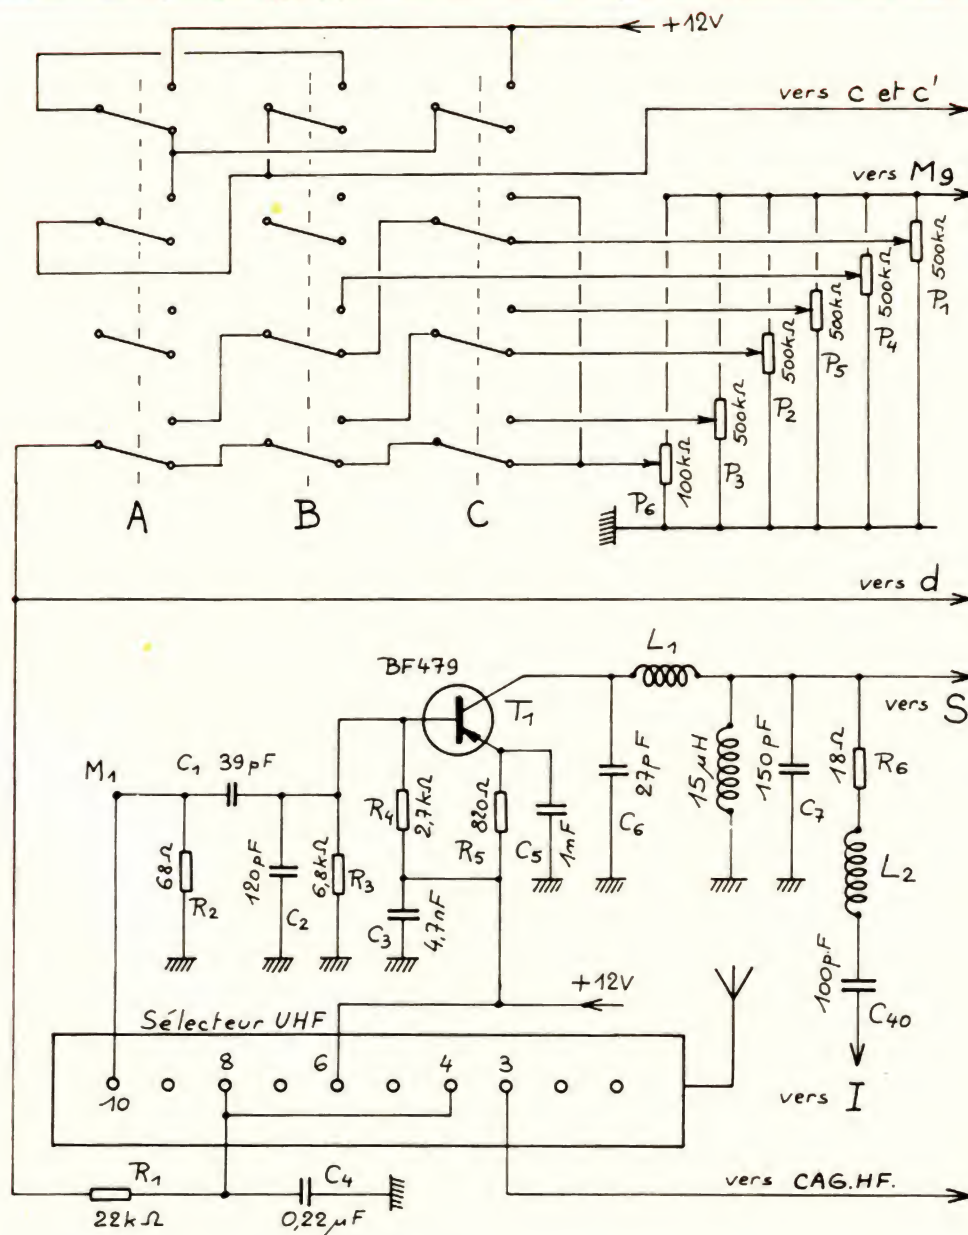 +12V
vers C et C'
vers M9
500kΩ
P1
500kΩ
P4
500kΩ
P5
500kΩ
P2
500kΩ
P3
100kΩ
P6
A
B
C
vers d
BF479
T1
L1
vers S
M1
C1
39pF
68Ω
R2
120pF
C2
6,8kΩ
R3
R4
2,7kΩ
C3
4,7nF
820Ω
R5
C5
1nF
27pF
C6
15µH
150pF
C7
18Ω
R6
L2
100pF
C40
vers I
+12V
Sélecteur UHF
10
8
6
4
3
R1
22kΩ
C4
0,22µF
vers CAG.HF.